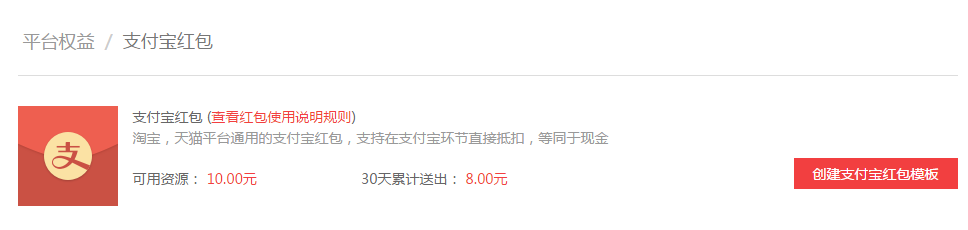 平台权益 / 支付宝红包
支付宝红包 (查看红包使用说明规则)
淘宝，天猫平台通用的支付宝红包，支持在支付宝环节直接抵扣，等同于现金
支
可用资源： 10.00元 30天累计送出： 8.00元
创建支付宝红包模板